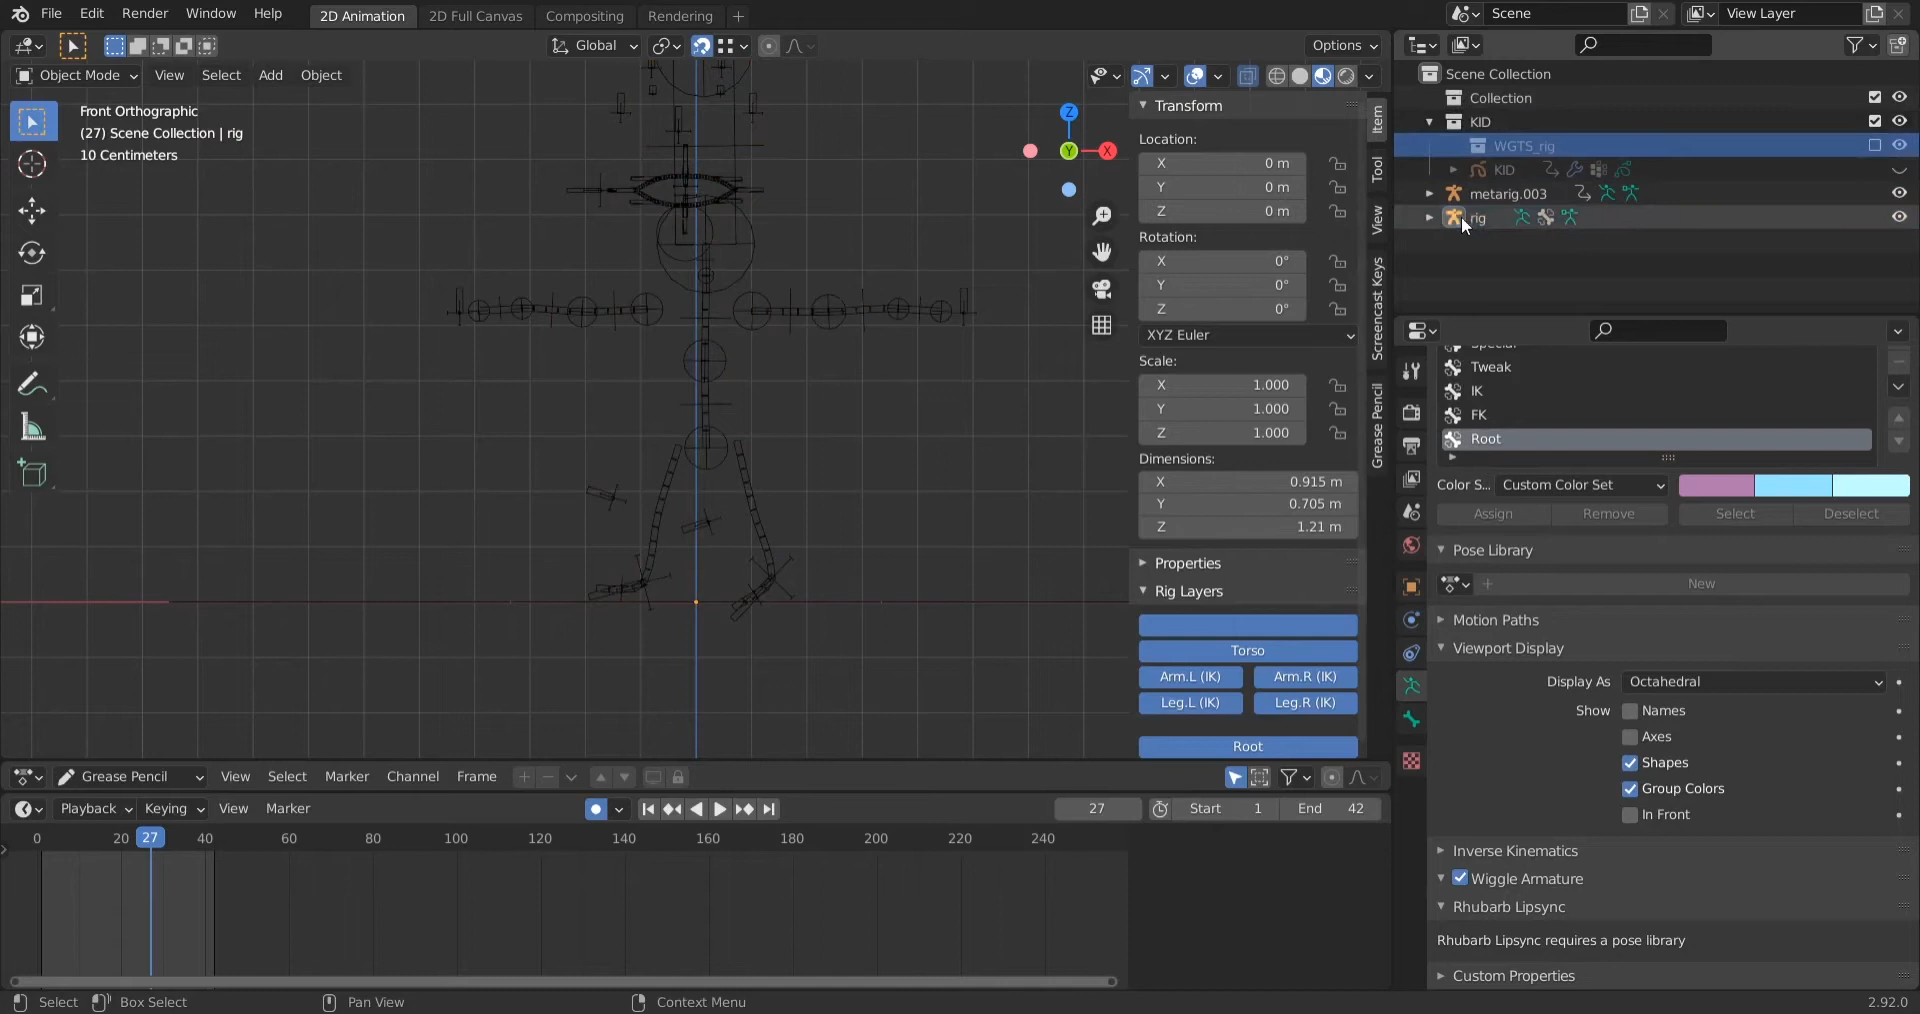 File Edit Render Window Help 2D Animation 2D Full Canvas Compositing Rendering + Scene View Layer
Global Options
Object Mode View Select Add Object
Front Orthographic
(27) Scene Collection | rig
10 Centimeters
Z
Y
X
Transform
Location:
X 0 m
Y 0 m
Z 0 m
Rotation:
X 0°
Y 0°
Z 0°
XYZ Euler
Scale:
X 1.000
Y 1.000
Z 1.000
Dimensions:
X 0.915 m
Y 0.705 m
Z 1.21 m
Properties
Rig Layers
Torso
Arm.L (IK) Arm.R (IK)
Leg.L (IK) Leg.R (IK)
Root
Item
Tool
View
Screencast Keys
Grease Pencil
Scene Collection
Collection
KID
WGTS_rig
KID
metarig.003
rig
Special
Tweak
IK
FK
Root
Color S... Custom Color Set
Assign Remove Select Deselect
Pose Library
New
Motion Paths
Viewport Display
Display As Octahedral
Show Names
Axes
Shapes
Group Colors
In Front
Inverse Kinematics
Wiggle Armature
Rhubarb Lipsync
Rhubarb Lipsync requires a pose library
Custom Properties
Grease Pencil View Select Marker Channel Frame
Playback Keying View Marker 27 Start 1 End 42
0 20 27 40 60 80 100 120 140 160 180 200 220 240
Select Box Select Pan View Context Menu 2.92.0